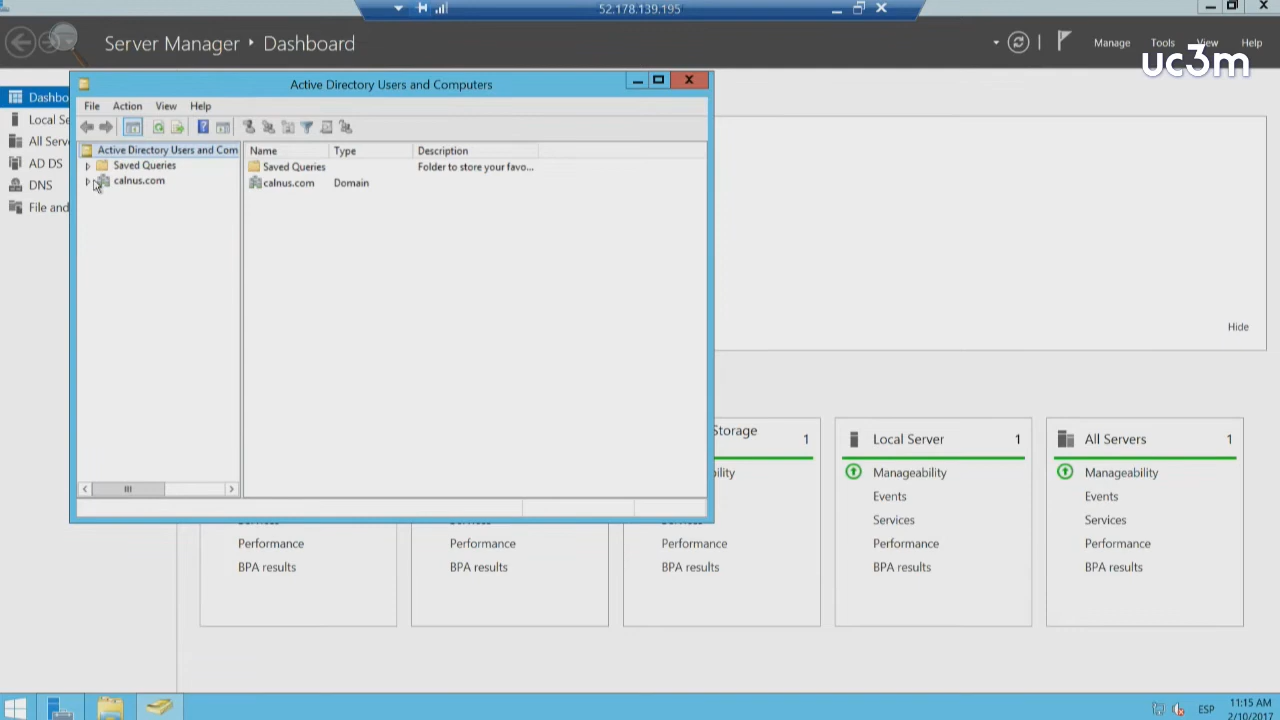 52.178.139.195
Server Manager • Dashboard
Manage
Tools
View
Help
uc3m
Active Directory Users and Computers
File
Action
View
Help
Active Directory Users and Com
Saved Queries
calnus.com
Name
Type
Description
Saved Queries
Folder to store your favo...
calnus.com
Domain
Dashbo
Local Se
All Serv
AD DS
DNS
File and
Hide
Performance
BPA results
Performance
BPA results
Storage
1
bility
Services
Performance
BPA results
Local Server
1
Manageability
Events
Services
Performance
BPA results
All Servers
1
Manageability
Events
Services
Performance
BPA results
ESP
11:15 AM
2/10/2017